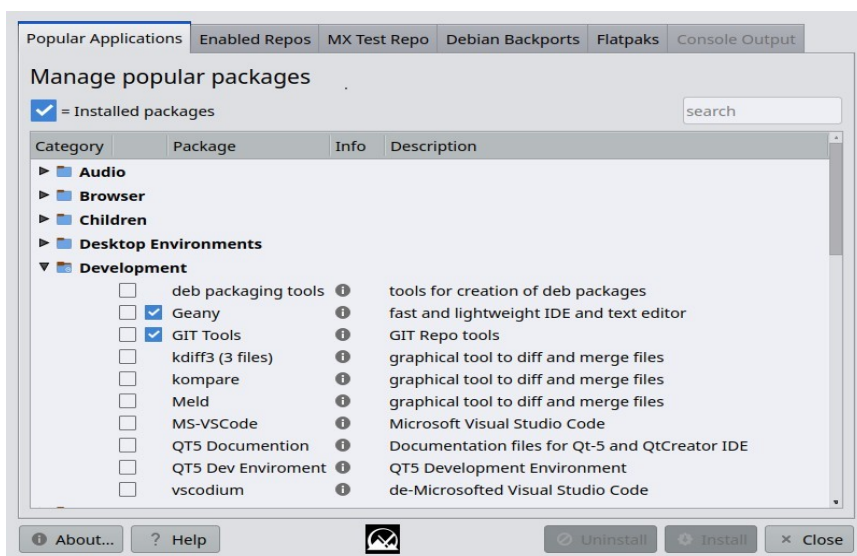 Popular Applications Enabled Repos MX Test Repo Debian Backports Flatpaks Console Output
Manage popular packages
= Installed packages
search
Category Package Info Description
Audio
Browser
Children
Desktop Environments
Development
deb packaging tools tools for creation of deb packages
Geany fast and lightweight IDE and text editor
GIT Tools GIT Repo tools
kdiff3 (3 files) graphical tool to diff and merge files
kompare graphical tool to diff and merge files
Meld graphical tool to diff and merge files
MS-VSCode Microsoft Visual Studio Code
QT5 Documention Documentation files for Qt-5 and QtCreator IDE
QT5 Dev Enviroment QT5 Development Environment
vscodium de-Microsofted Visual Studio Code
About... ? Help Uninstall Install × Close